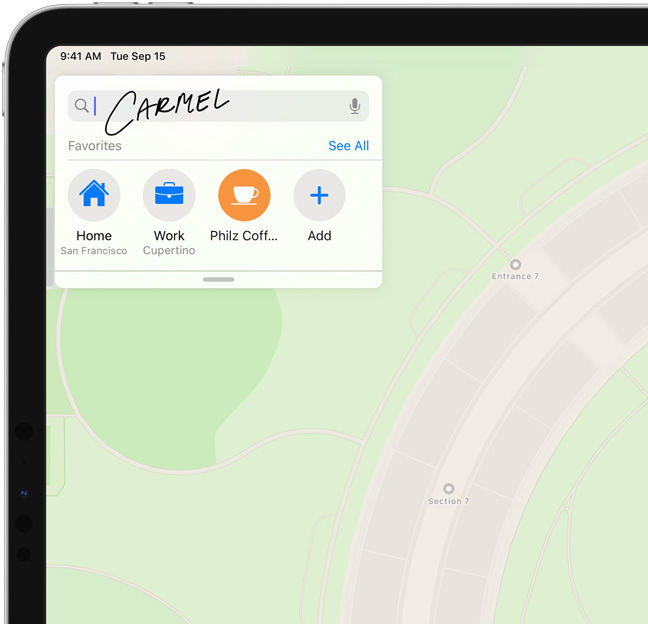 9:41 AM Tue Sep 15
CARMEL
Favorites See All
Home Work Philz Coff... Add
San Francisco Cupertino
Entrance 7
Section 7